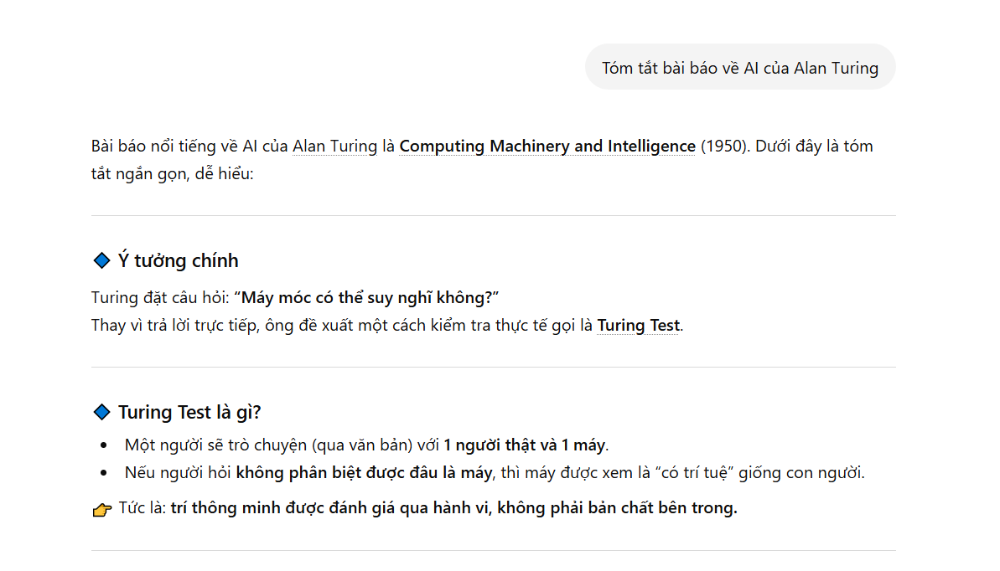 Tóm tắt bài báo về AI của Alan Turing
Bài báo nổi tiếng về AI của Alan Turing là Computing Machinery and Intelligence (1950). Dưới đây là tóm
tắt ngắn gọn, dễ hiểu:
Ý tưởng chính
Turing đặt câu hỏi: “Máy móc có thể suy nghĩ không?”
Thay vì trả lời trực tiếp, ông đề xuất một cách kiểm tra thực tế gọi là Turing Test.
Turing Test là gì?
Một người sẽ trò chuyện (qua văn bản) với 1 người thật và 1 máy.
Nếu người hỏi không phân biệt được đâu là máy, thì máy được xem là “có trí tuệ” giống con người.
Tức là: trí thông minh được đánh giá qua hành vi, không phải bản chất bên trong.